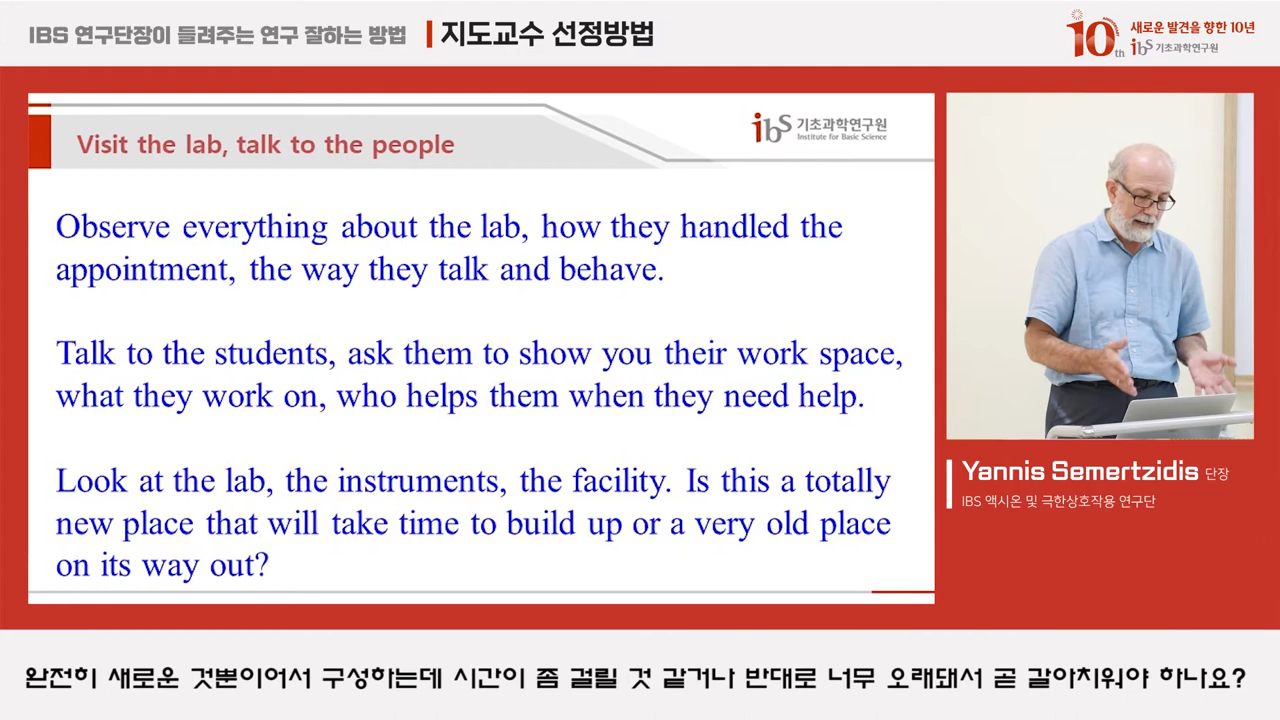 IBS 연구단장이 들려주는 연구 잘하는 방법
지도교수 선정방법
10th
새로운 발견을 향한 10년
ibS 기초과학연구원
Visit the lab, talk to the people
ibS 기초과학연구원
Institute for Basic Science
Observe everything about the lab, how they handled the
appointment, the way they talk and behave.
Talk to the students, ask them to show you their work space,
what they work on, who helps them when they need help.
Look at the lab, the instruments, the facility. Is this a totally
new place that will take time to build up or a very old place
on its way out?
Yannis Semertzidis 단장
IBS 액시온 및 극한상호작용 연구단
완전히 새로운 것뿐이어서 구성하는데 시간이 좀 걸릴 것 같거나 반대로 너무 오래돼서 곧 갈아치워야 하나요?